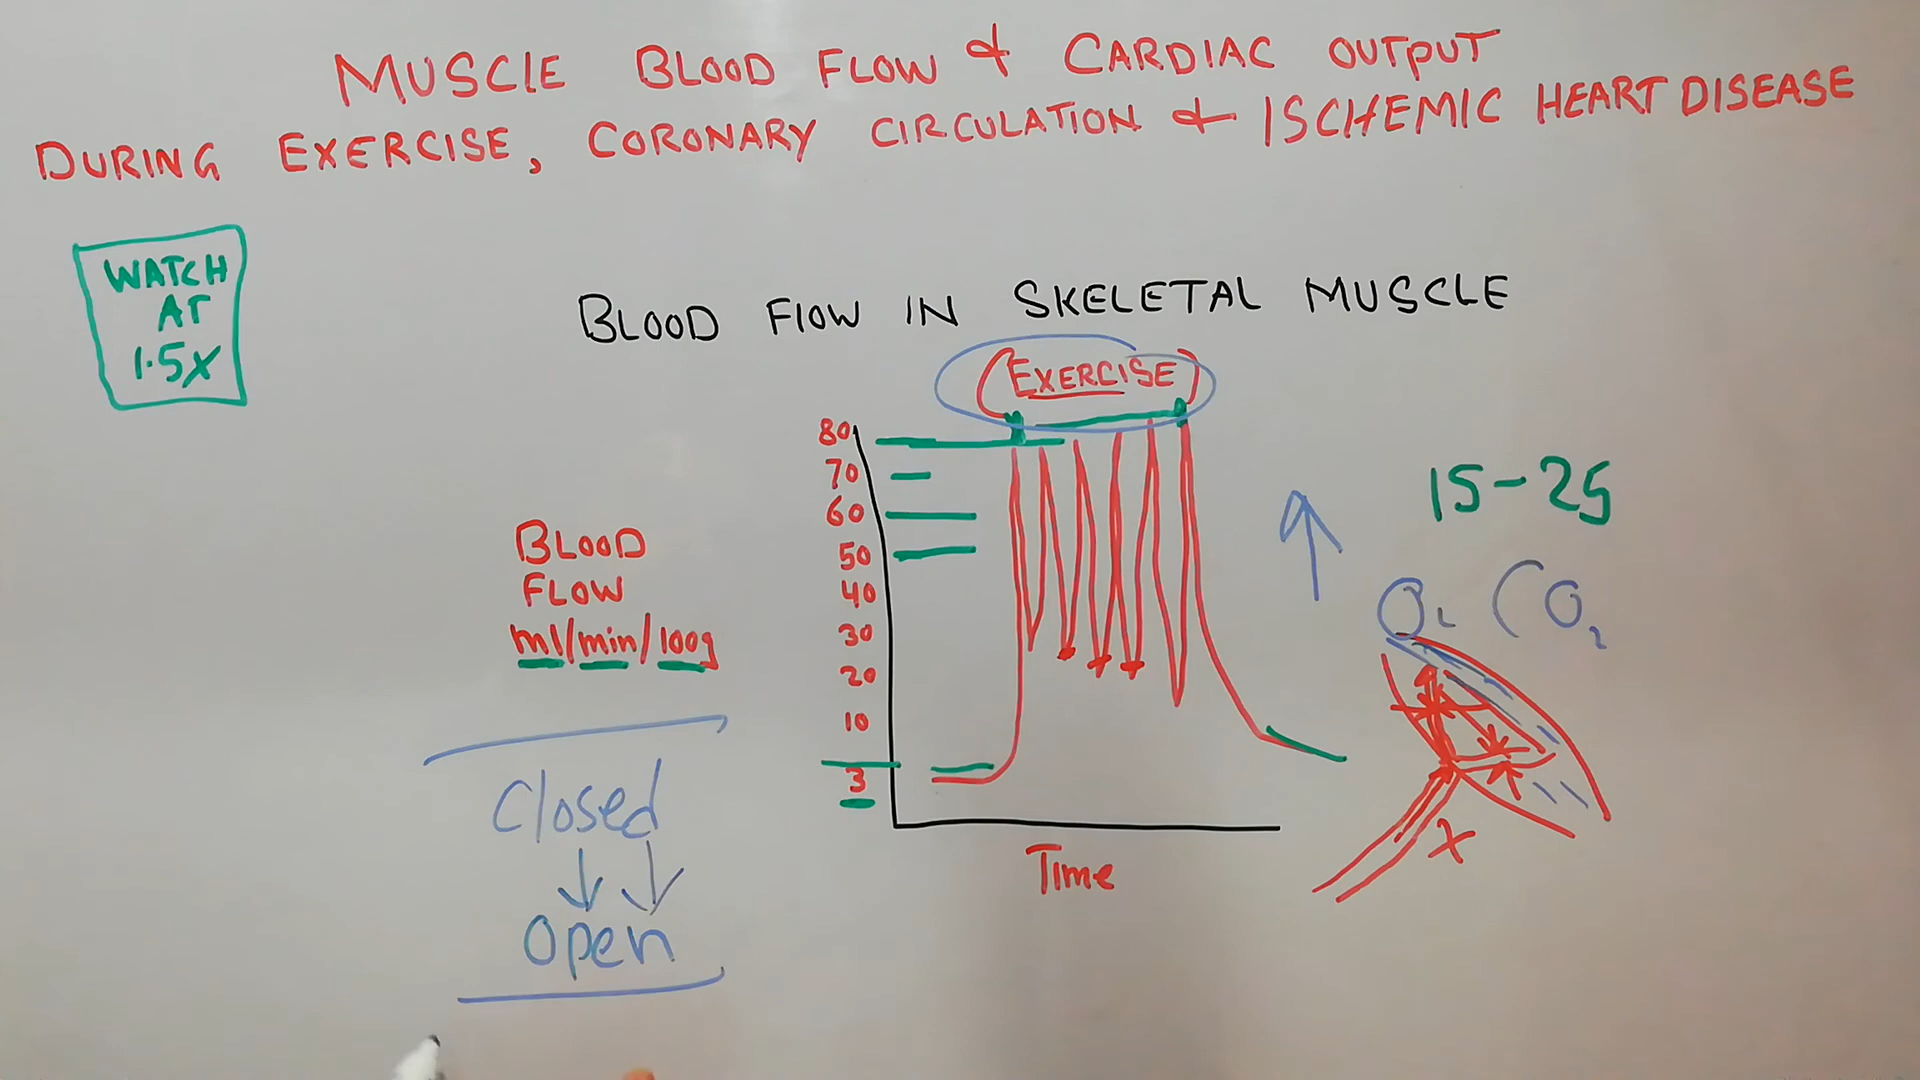 MUSCLE BLOOD FLOW & CARDIAC OUTPUT
DURING EXERCISE, CORONARY CIRCULATION & ISCHEMIC HEART DISEASE
WATCH
AT
1.5X
BLOOD FLOW IN SKELETAL MUSCLE
EXERCISE
80
70
60
50
40
30
20
10
3
BLOOD
FLOW
ml/min/100g
Time
Closed
Open
15-25
O2 CO2
X